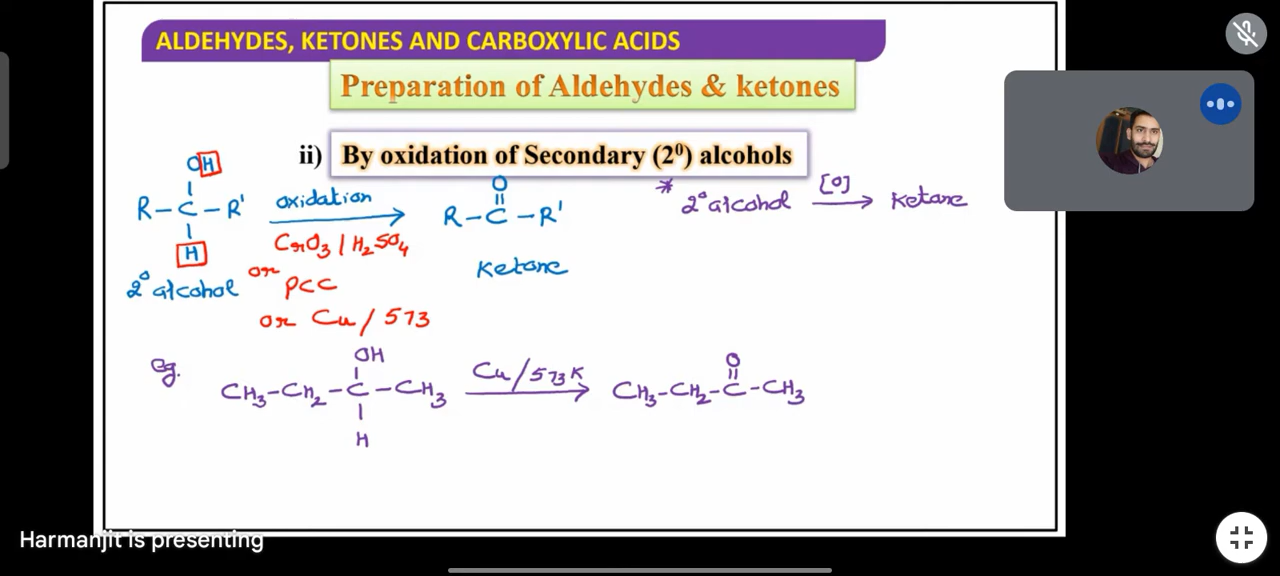 ALDEHYDES, KETONES AND CARBOXYLIC ACIDS
Preparation of Aldehydes & ketones
ii) By oxidation of Secondary (2⁰) alcohols
OH
R-C-R'
H
2° alcohol
oxidation
CrO3 / H2SO4
or PCC
or Cu / 573
O
R-C-R'
Ketone
* 2° alcohol [O] → Ketone
eg.
OH
CH3-CH2-C-CH3
H
Cu/573K
O
CH3-CH2-C-CH3
Harmanjit is presenting